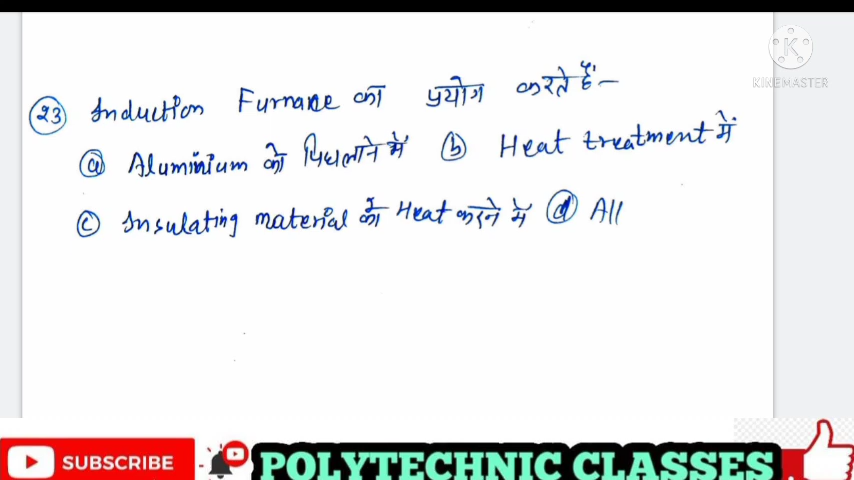 KINEMASTER
23 Induction Furnace का प्रयोग करते हैं-
a Aluminium को पिघलाने में b Heat treatment में
c Insulating material को Heat करने में d All
SUBSCRIBE
POLYTECHNIC CLASSES.